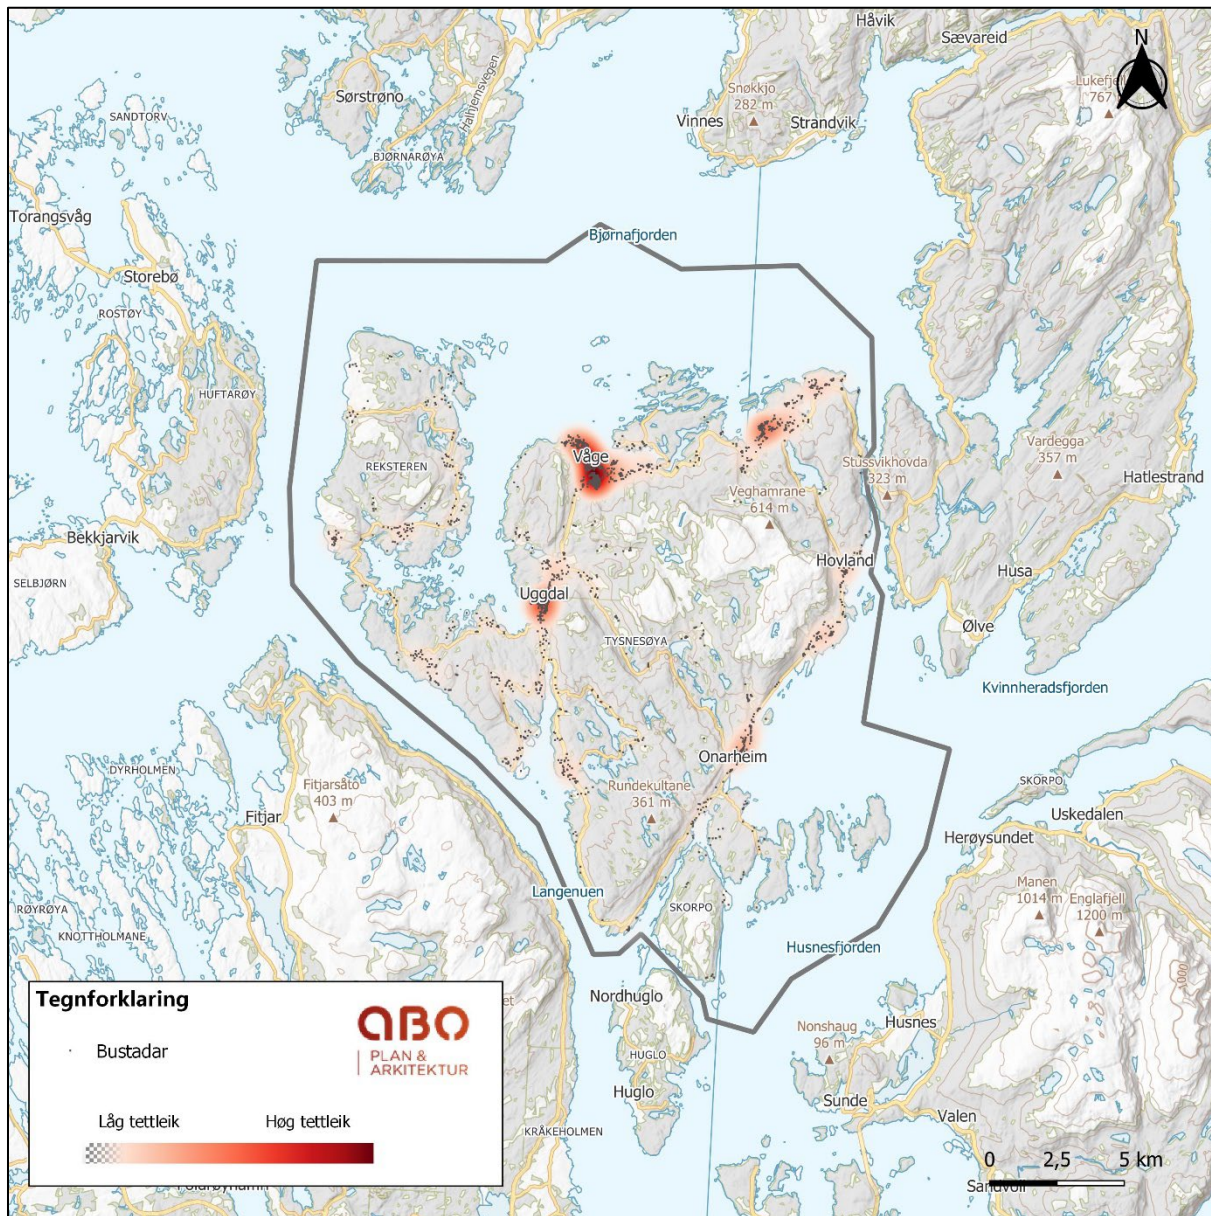 Håvik
Sævareid
N
Lukefjell
767
Snøkkjo
282 m
Sørstrøno
Halhjemsvegen
SANDTORV
Vinnes
Strandvik
BJØRNARØYA
Torangsvåg
Bjørnafjorden
Storebø
ROSTØY
HUFTARØY
Våge
REKSTEREN
Stussvikhovda
323 m
Vardegga
357 m
Hatlestrand
Veghamrane
614 m
Bekkjarvik
Hovland
Husa
SELBJØRN
Uggdal
Ølve
TYSNESØYA
Kvinnheradsfjorden
Onarheim
DYRHOLMEN
Fitjarsåto
403 m
Rundekultane
361 m
SKORPO
Uskedalen
Fitjar
Herøysundet
Langenuen
Manen
1014 m
Englafjell
1200 m
RØYRØYA
SKORPO
KNOTTHOLMANE
Husnesfjorden
1000
Nordhuglo
Husnes
Nonshaug
96 m
HUGLO
Huglo
Sunde
Valen
KRÅKEHOLMEN
Tegnforklaring
Bustadar
ABO
PLAN &
ARKITEKTUR
Låg tettleik
Høg tettleik
0 2,5 5 km